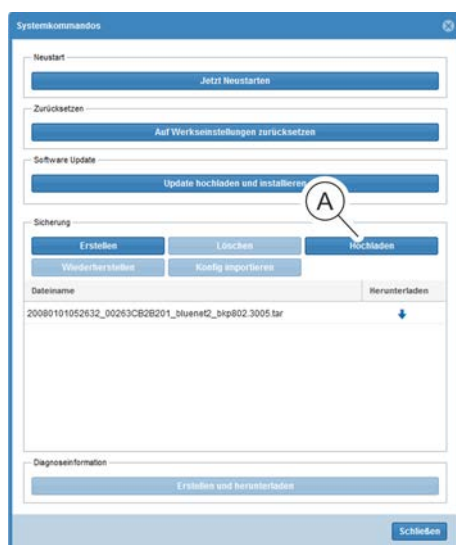 Systemkommandos
Neustart
Jetzt Neustarten
Zurücksetzen
Auf Werkseinstellungen zurücksetzen
Software Update
Update hochladen und installieren
A
Sicherung
Erstellen Löschen Hochladen
Wiederherstellen Konfig importieren
Dateiname Herunterladen
20080101052632_00263CB2B201_bluenet2_bkp802.3005.tar
Diagnoseinformation
Erstellen und herunterladen
Schließen